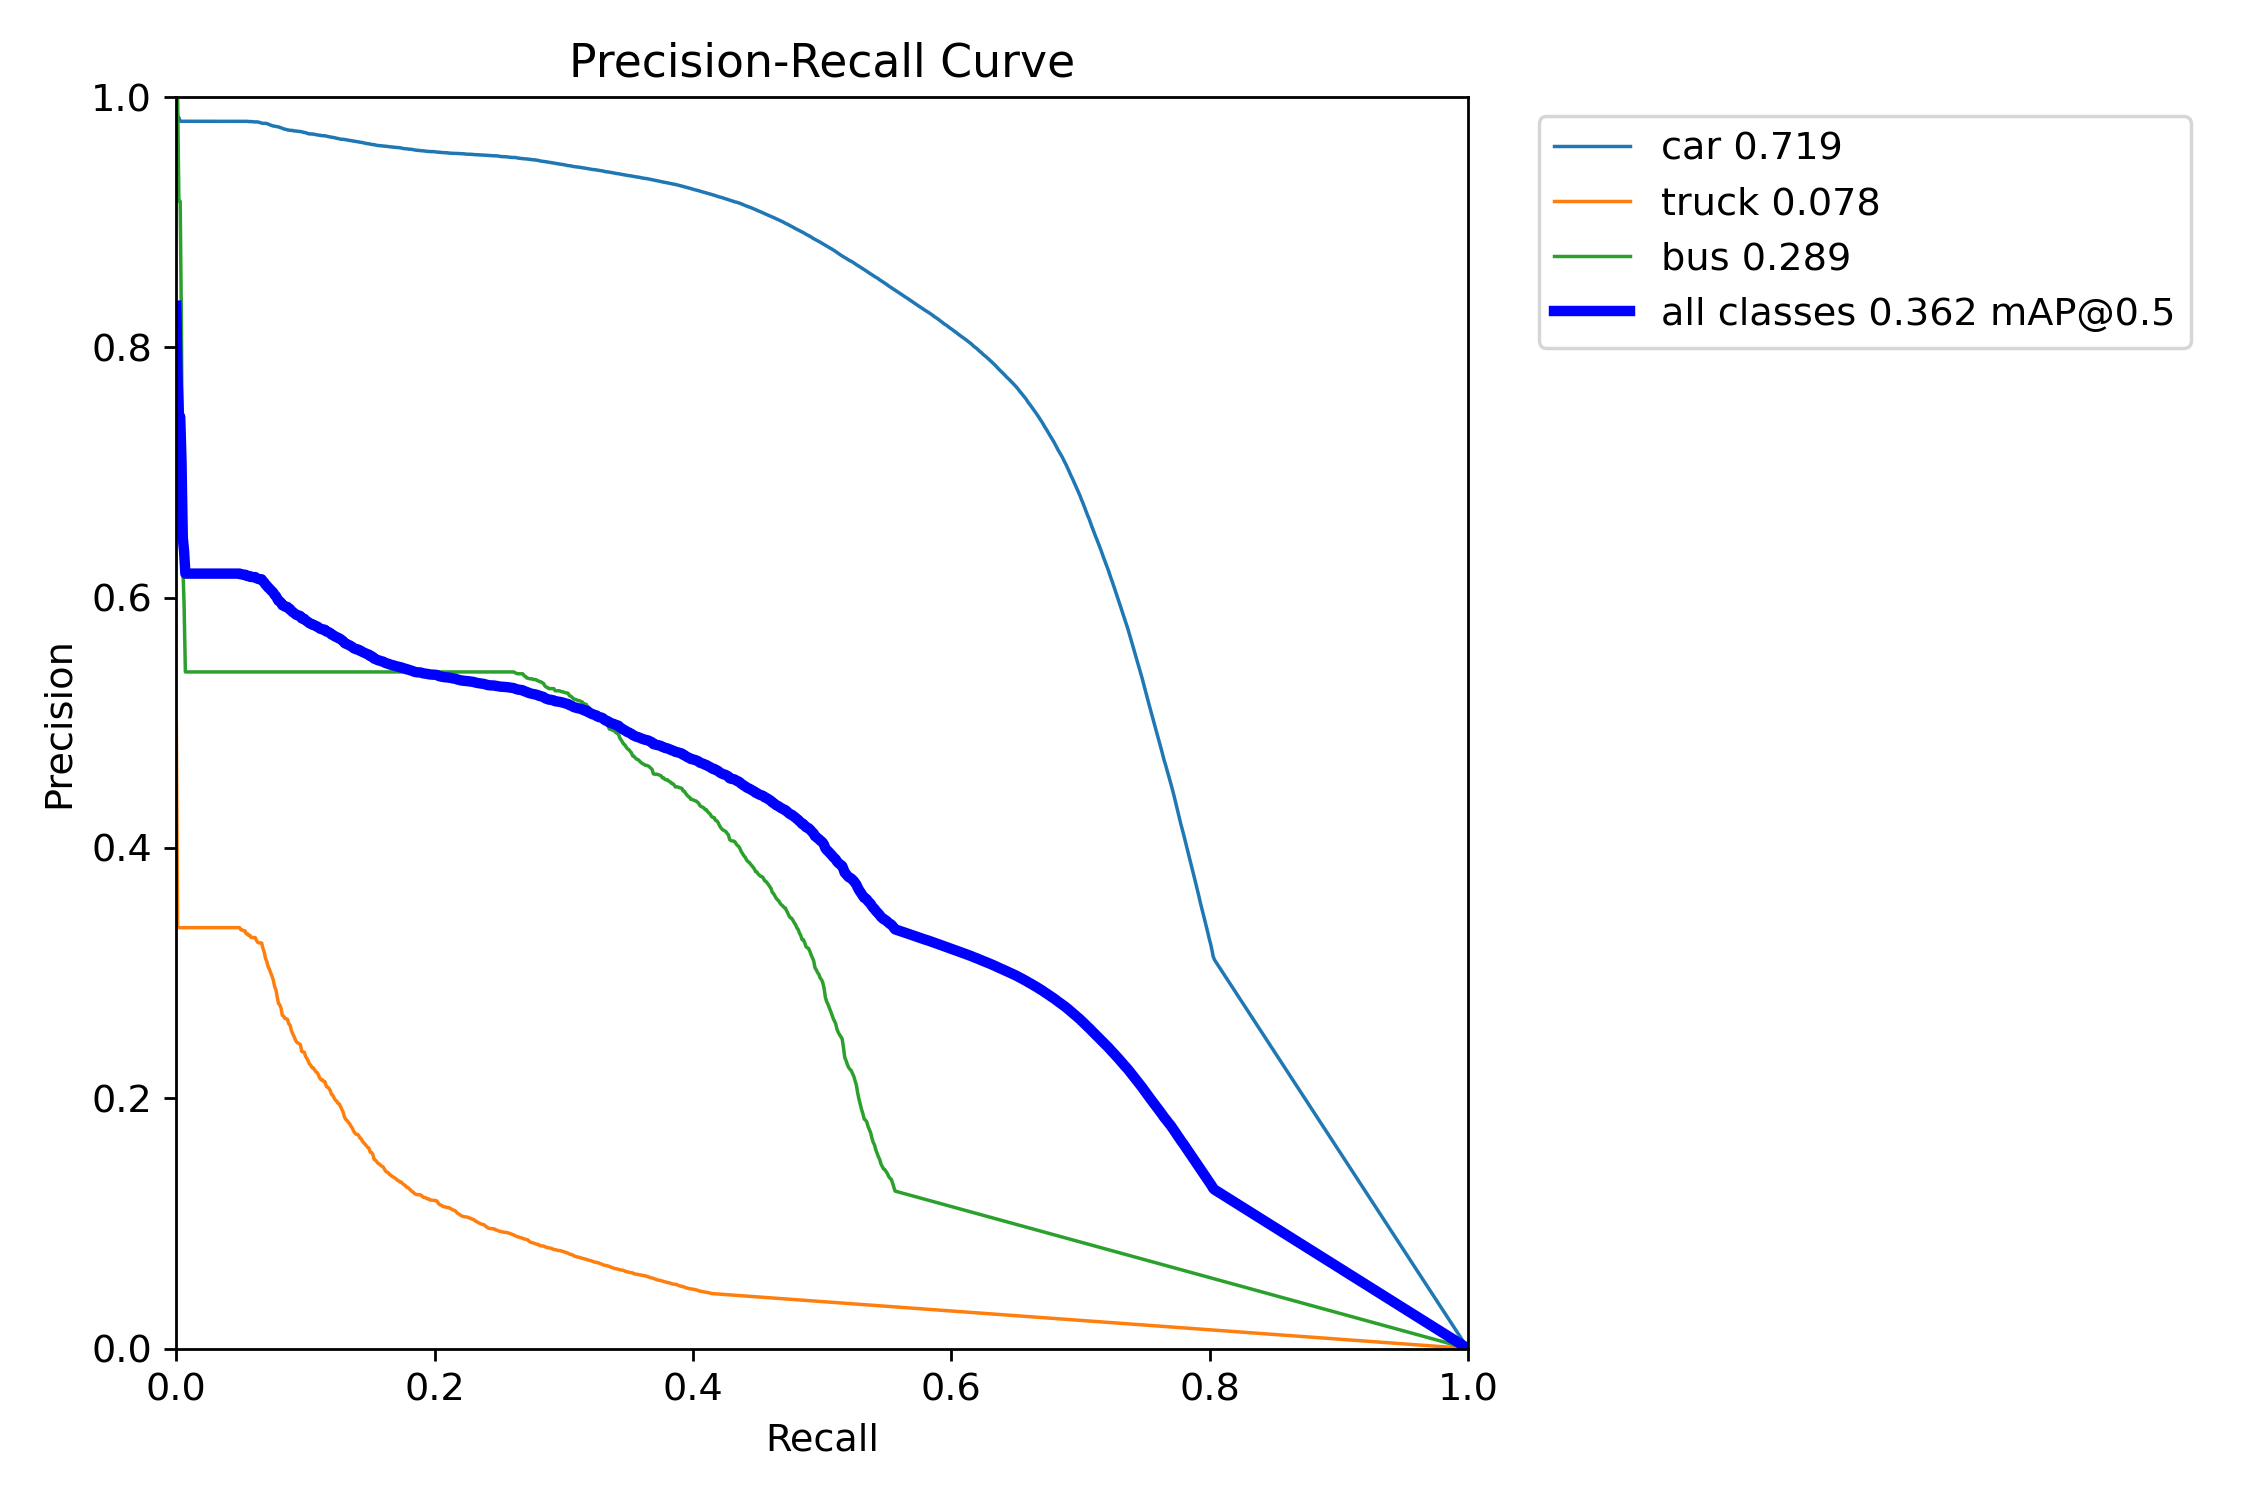 Precision-Recall Curve
1.0
0.8
0.6
0.4
0.2
0.0
Precision
0.0 0.2 0.4 0.6 0.8 1.0
Recall
car 0.719
truck 0.078
bus 0.289
all classes 0.362 mAP@0.5